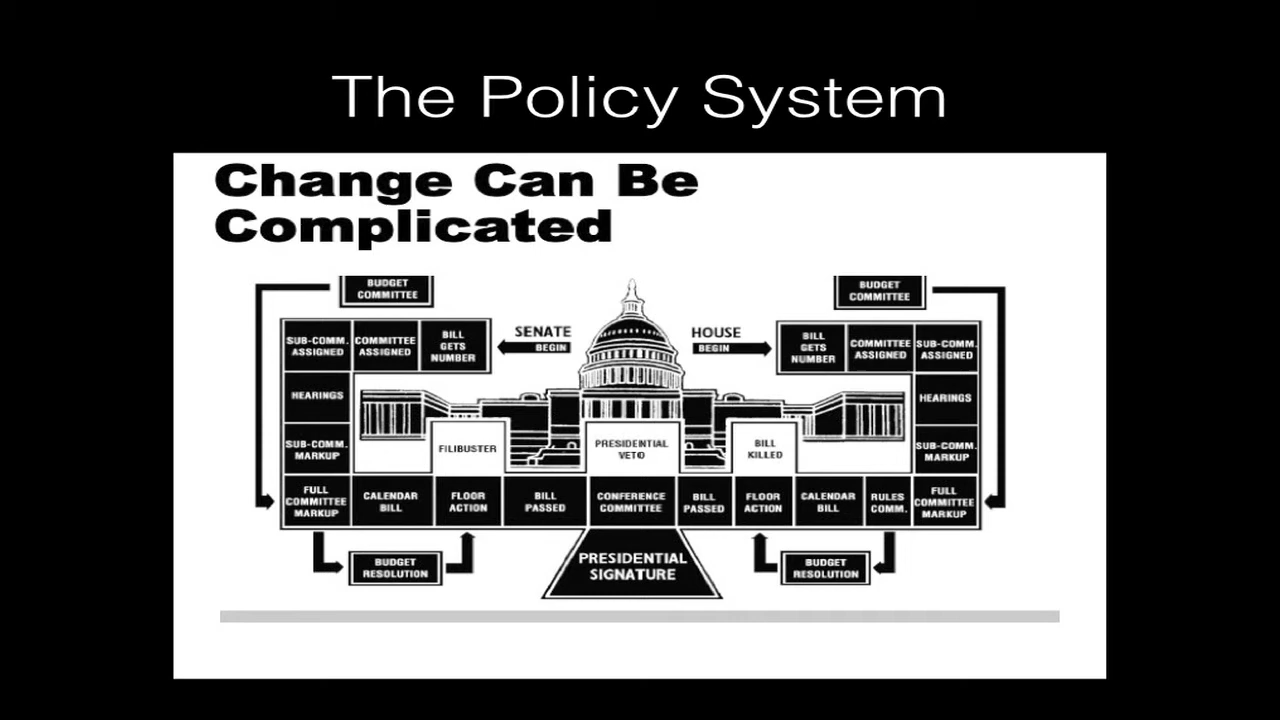 The Policy System
Change Can Be
Complicated
BUDGET
COMMITTEE
BUDGET
COMMITTEE
SUB-COMM.
ASSIGNED
COMMITTEE
ASSIGNED
BILL
GETS
NUMBER
SENATE
BEGIN
HOUSE
BEGIN
BILL
GETS
NUMBER
COMMITTEE
ASSIGNED
SUB-COMM.
ASSIGNED
HEARINGS
HEARINGS
SUB-COMM.
MARKUP
FILIBUSTER
PRESIDENTIAL
VETO
BILL
KILLED
SUB-COMM.
MARKUP
FULL
COMMITTEE
MARKUP
CALENDAR
BILL
FLOOR
ACTION
BILL
PASSED
CONFERENCE
COMMITTEE
BILL
PASSED
FLOOR
ACTION
CALENDAR
BILL
RULES
COMM.
FULL
COMMITTEE
MARKUP
BUDGET
RESOLUTION
PRESIDENTIAL
SIGNATURE
BUDGET
RESOLUTION